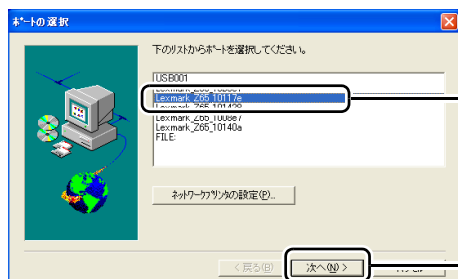 ポートの選択
下のリストからポートを選択してください。
USB001
Lexmark_Z65_10117e
Lexmark_Z65_1008e7
Lexmark_Z65_10140a
FILE:
ネットワークプリンタの設定(P)...
< 戻る(B)
次へ(N) >